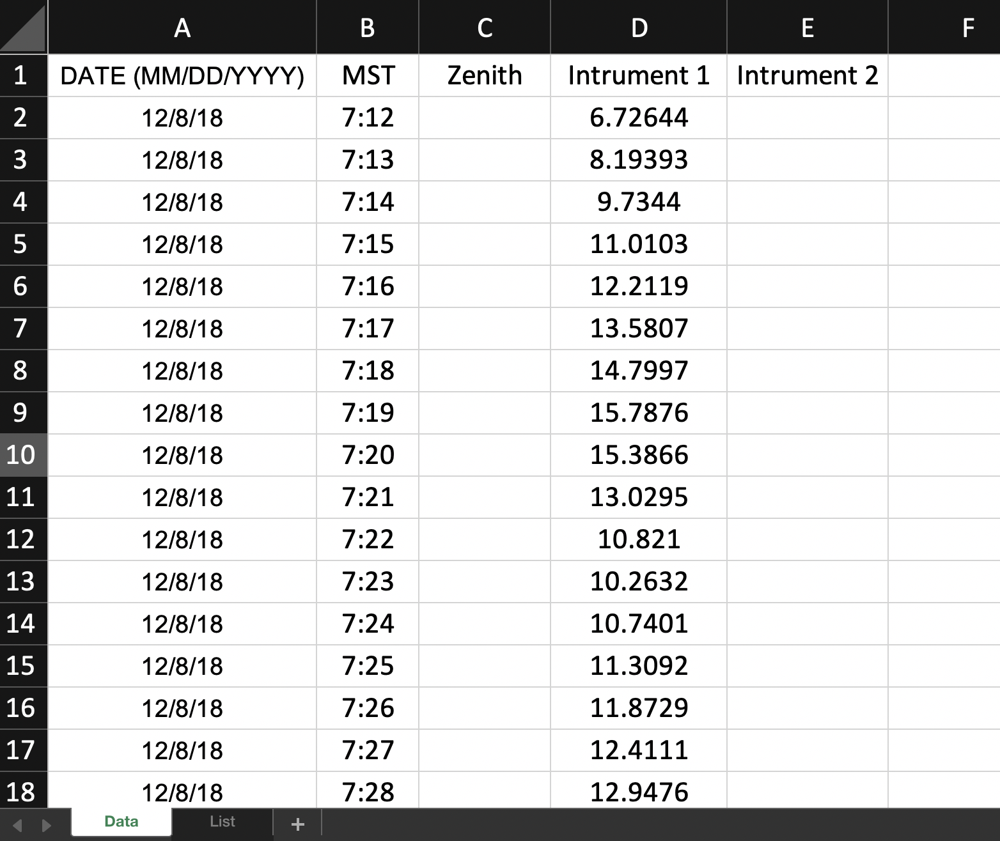 A B C D E F
1 DATE (MM/DD/YYYY) MST Zenith Intrument 1 Intrument 2
2 12/8/18 7:12 6.72644
3 12/8/18 7:13 8.19393
4 12/8/18 7:14 9.7344
5 12/8/18 7:15 11.0103
6 12/8/18 7:16 12.2119
7 12/8/18 7:17 13.5807
8 12/8/18 7:18 14.7997
9 12/8/18 7:19 15.7876
10 12/8/18 7:20 15.3866
11 12/8/18 7:21 13.0295
12 12/8/18 7:22 10.821
13 12/8/18 7:23 10.2632
14 12/8/18 7:24 10.7401
15 12/8/18 7:25 11.3092
16 12/8/18 7:26 11.8729
17 12/8/18 7:27 12.4111
18 12/8/18 7:28 12.9476
Data List +